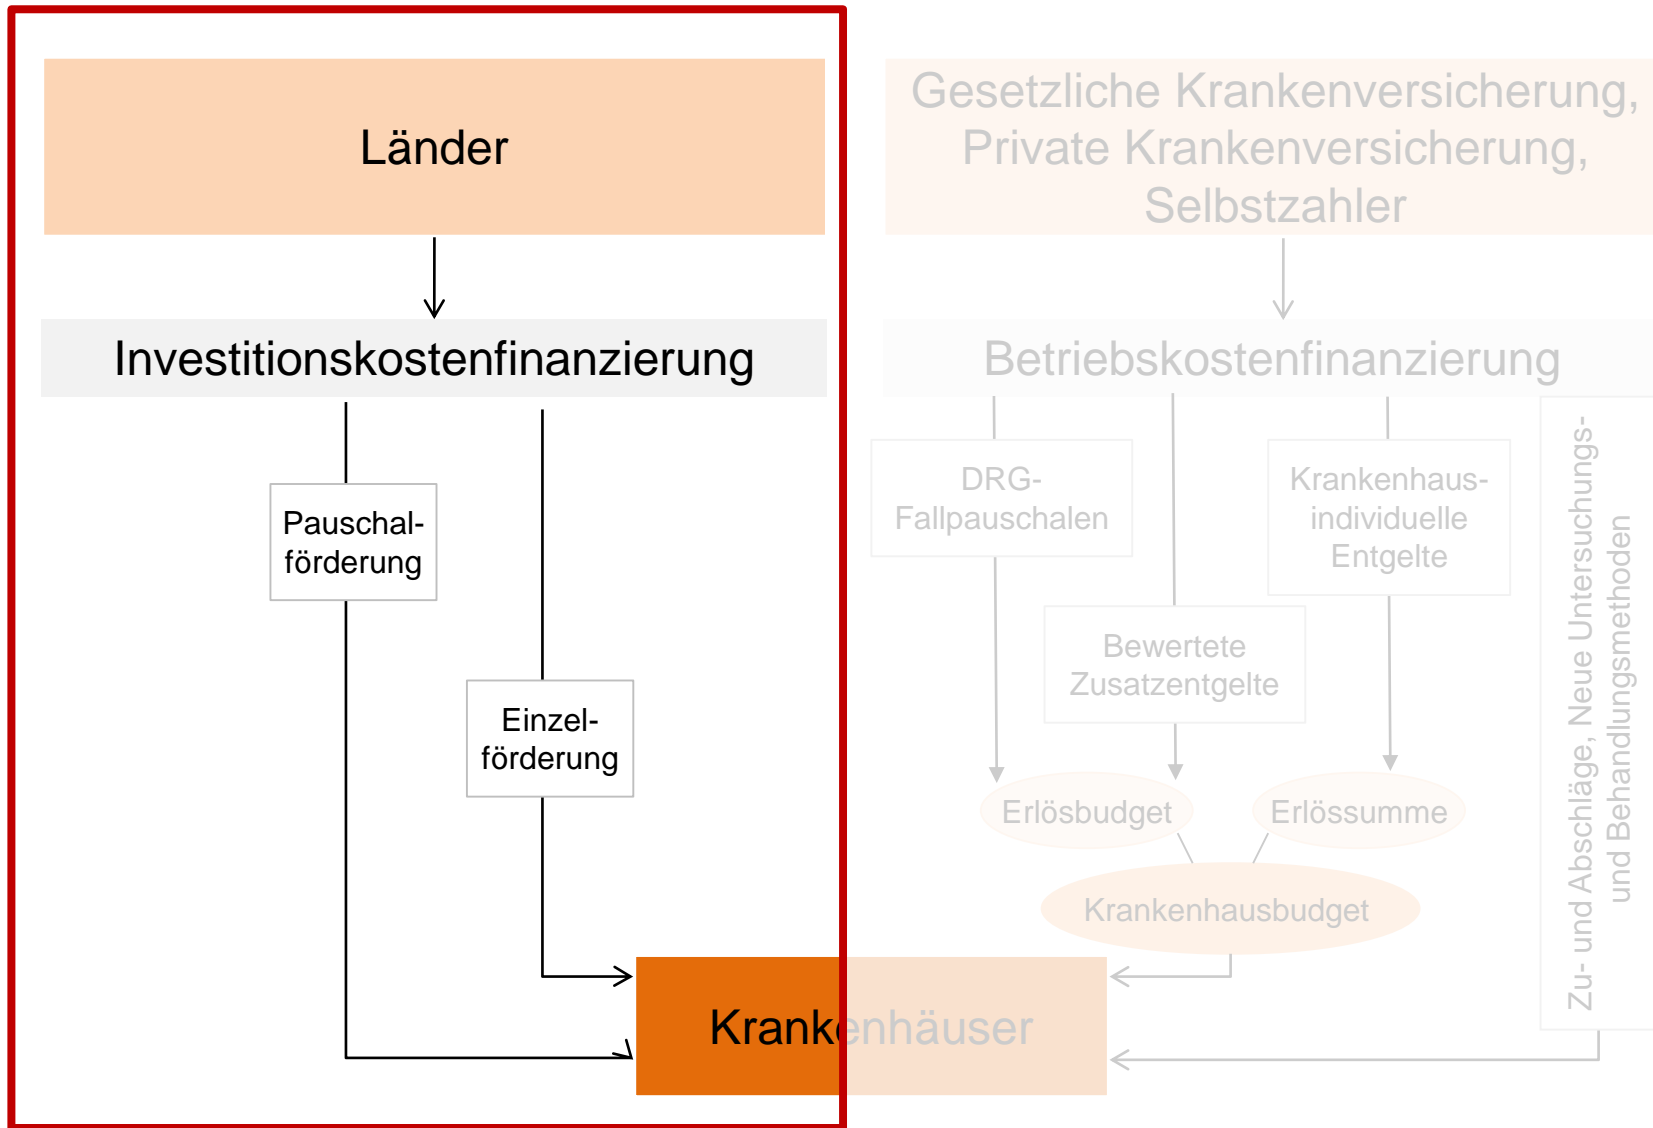 Länder
Investitionskostenfinanzierung
Pauschal-
förderung
Einzel-
förderung
Gesetzliche Krankenversicherung,
Private Krankenversicherung,
Selbstzahler
Betriebskostenfinanzierung
DRG-
Fallpauschalen
Bewertete
Zusatzentgelte
Krankenhaus-
individuelle
Entgelte
Zu- und Abschläge, Neue Untersuchungs-
und Behandlungsmethoden
Erlösbudget
Erlössumme
Krankenhausbudget
Krankenhäuser